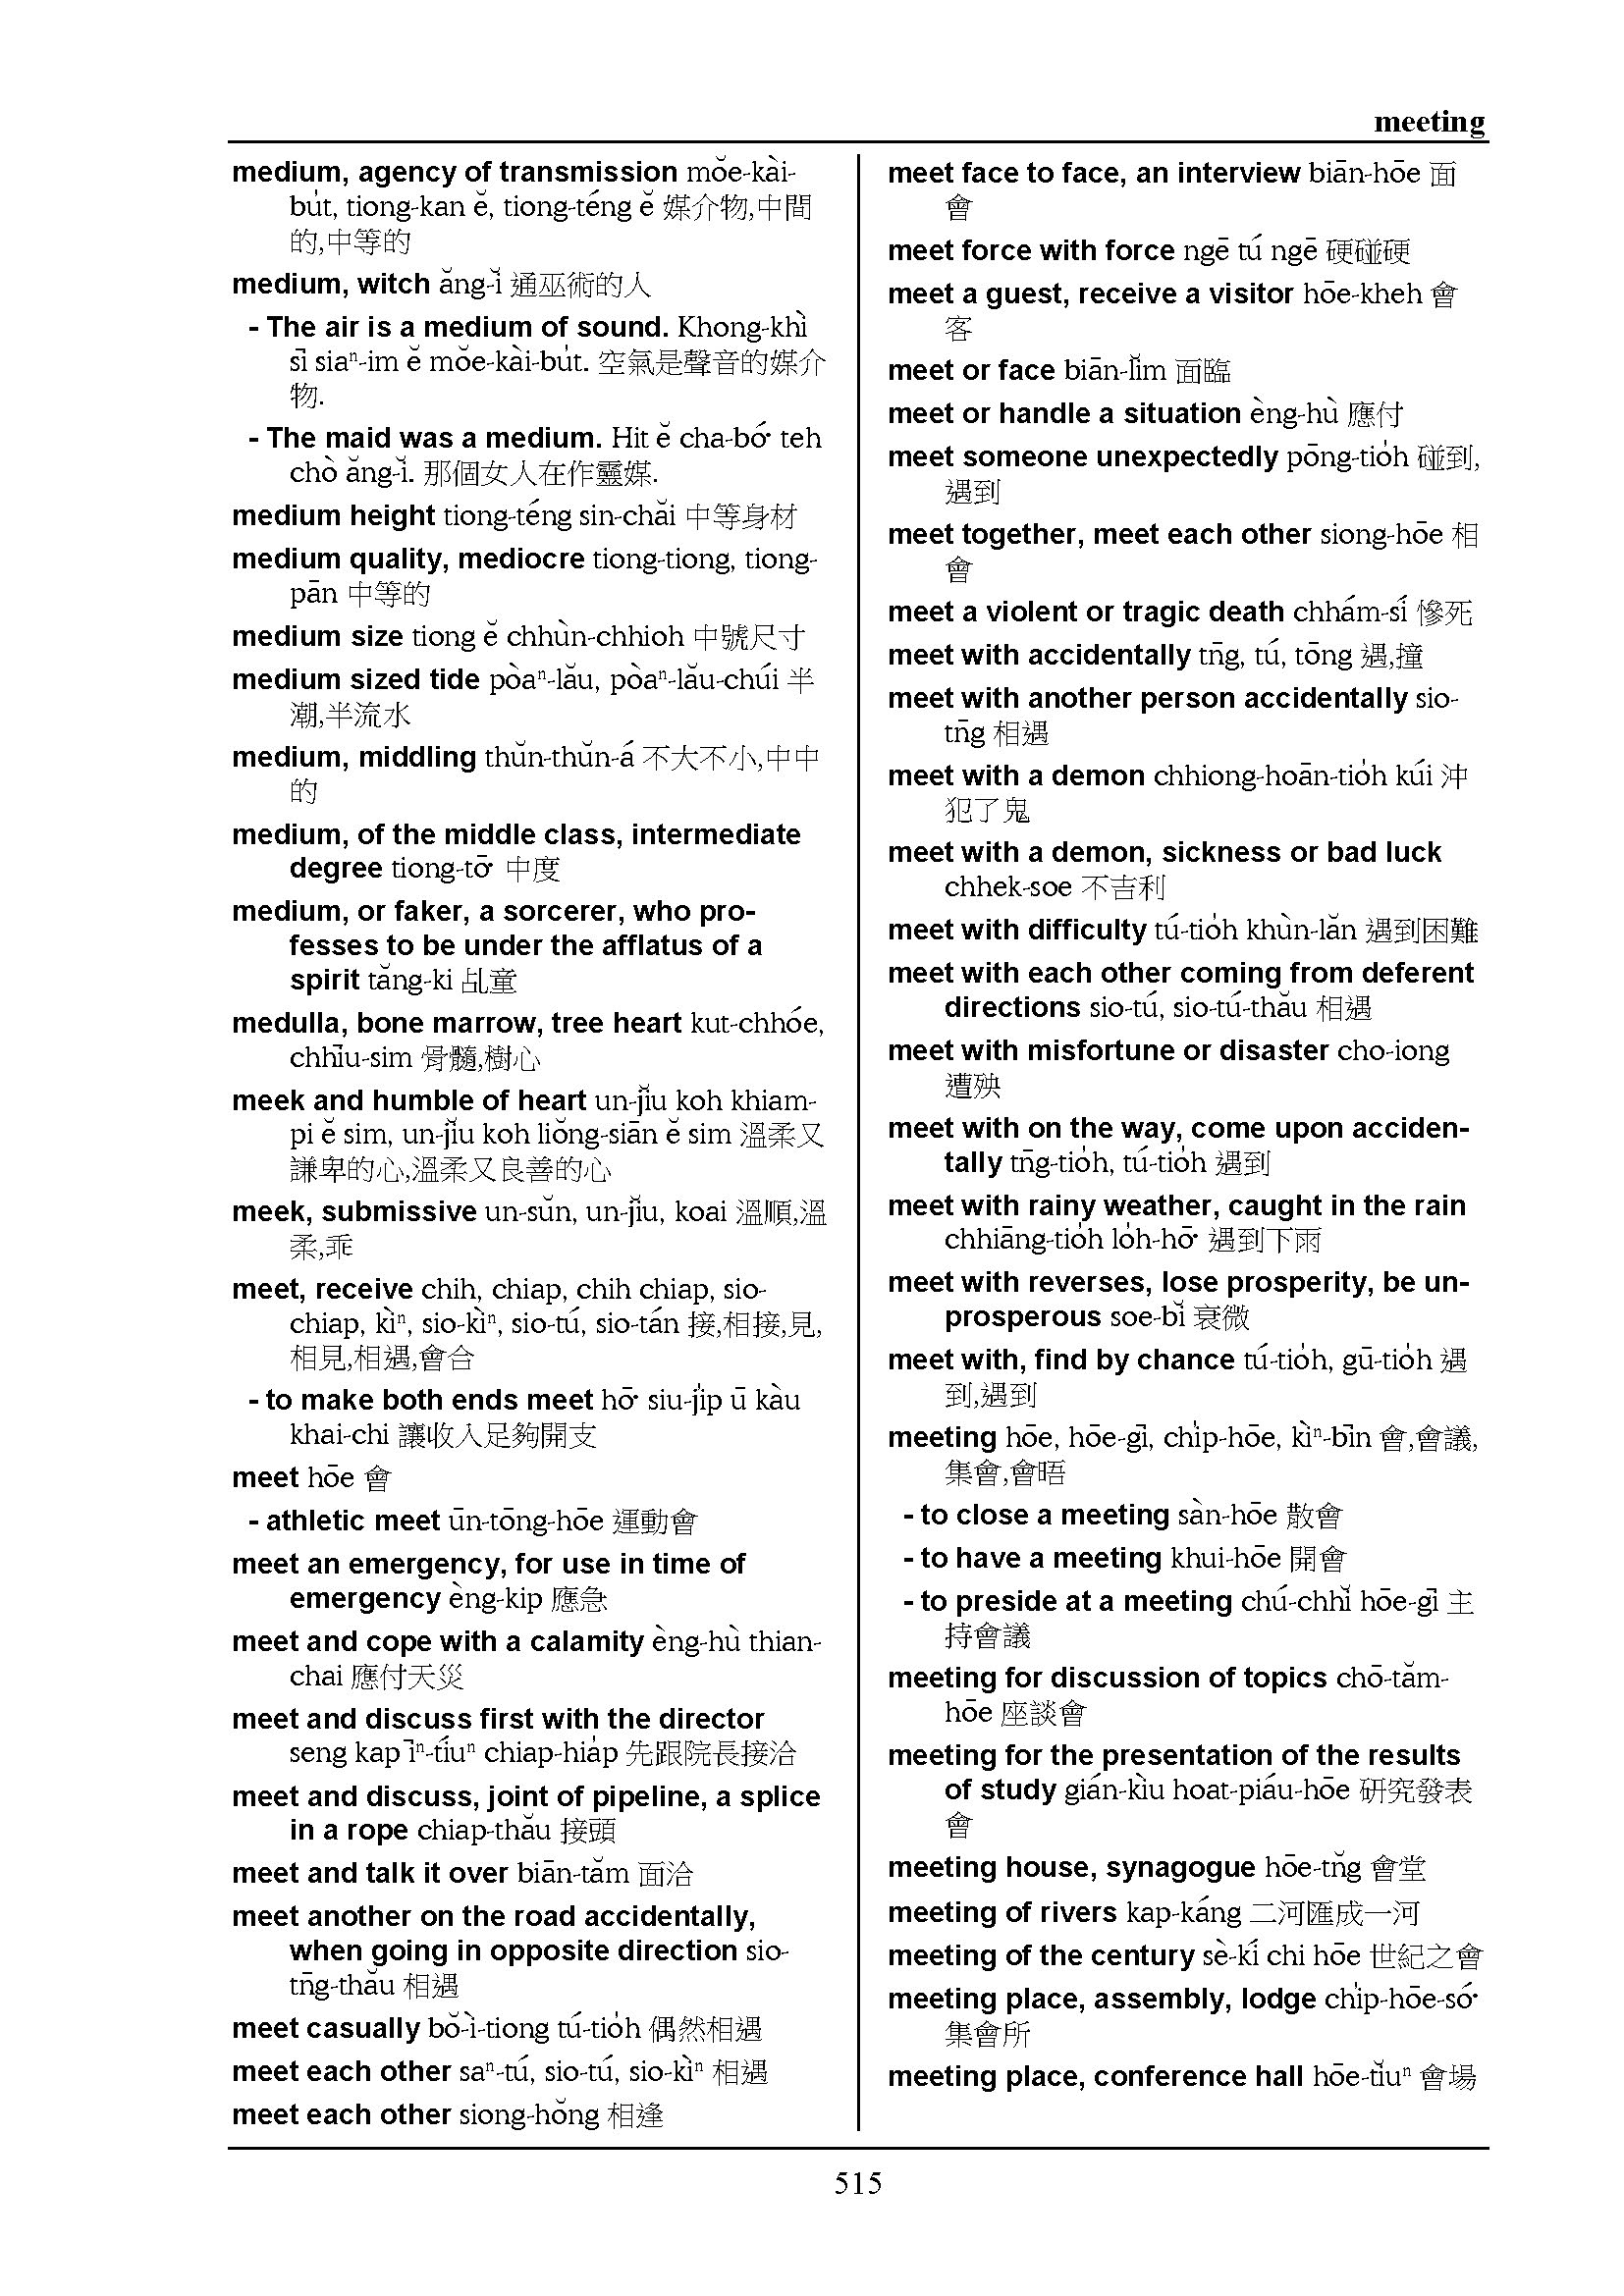 meeting
medium, agency of transmission mŏe-kài-
bu̍t, tiong-kan ĕ, tiong-téng ĕ 媒介物,中間
的,中等的
medium, witch ăng-ĭ 通巫術的人
- The air is a medium of sound. Khong-khì
sī siaⁿ-im ĕ mŏe-kài-bu̍t. 空氣是聲音的媒介
物.
- The maid was a medium. Hit ĕ cha-bó͘ teh
chò ăng-ĭ. 那個女人在作靈媒.
medium height tiong-téng sin-chăi 中等身材
medium quality, mediocre tiong-tiong, tiong-
pān 中等的
medium size tiong ĕ chhùn-chhioh 中號尺寸
medium sized tide pòaⁿ-lău, pòaⁿ-lău-chúi 半
潮,半流水
medium, middling thŭn-thŭn-á 不大不小,中中
的
medium, of the middle class, intermediate
degree tiong-tō͘ 中度
medium, or faker, a sorcerer, who pro-
fesses to be under the afflatus of a
spirit tăng-ki 乩童
medulla, bone marrow, tree heart kut-chhóe,
chhīu-sim 骨髓,樹心
meek and humble of heart un-jĭu koh khiam-
pi ĕ sim, un-jĭu koh liŏng-siān ĕ sim 溫柔又
謙卑的心,溫柔又良善的心
meek, submissive un-sŭn, un-jĭu, koai 溫順,溫
柔,乖
meet, receive chih, chiap, chih chiap, sio-
chiap, kìⁿ, sio-kìⁿ, sio-tú, sio-tán 接,相接,見,
相見,相遇,會合
- to make both ends meet hō͘ siu-ji̍p ū kàu
khai-chi 讓收入足夠開支
meet hōe 會
- athletic meet ūn-tōng-hōe 運動會
meet an emergency, for use in time of
emergency èng-kip 應急
meet and cope with a calamity èng-hù thian-
chai 應付天災
meet and discuss first with the director
seng kap īⁿ-tíuⁿ chiap-hia̍p 先跟院長接洽
meet and discuss, joint of pipeline, a splice
in a rope chiap-thău 接頭
meet and talk it over biān-tăm 面洽
meet another on the road accidentally,
when going in opposite direction sio-
tn̄g-thău 相遇
meet casually bŏ-ì-tiong tú-tio̍h 偶然相遇
meet each other saⁿ-tú, sio-tú, sio-kìⁿ 相遇
meet each other siong-hŏng 相逢
meet face to face, an interview biān-hōe 面
會
meet force with force ngē tú ngē 硬碰硬
meet a guest, receive a visitor hōe-kheh 會
客
meet or face biān-lĭm 面臨
meet or handle a situation èng-hù 應付
meet someone unexpectedly pōng-tio̍h 碰到,
遇到
meet together, meet each other siong-hōe 相
會
meet a violent or tragic death chhám-sí 慘死
meet with accidentally tn̄g, tú, tōng 遇,撞
meet with another person accidentally sio-
tn̄g 相遇
meet with a demon chhiong-hoān-tio̍h kúi 沖
犯了鬼
meet with a demon, sickness or bad luck
chhek-soe 不吉利
meet with difficulty tú-tio̍h khùn-lăn 遇到困難
meet with each other coming from deferent
directions sio-tú, sio-tú-thău 相遇
meet with misfortune or disaster cho-iong
遭殃
meet with on the way, come upon acciden-
tally tn̄g-tio̍h, tú-tio̍h 遇到
meet with rainy weather, caught in the rain
chhiāng-tio̍h lo̍h-hō͘ 遇到下雨
meet with reverses, lose prosperity, be un-
prosperous soe-bĭ 衰微
meet with, find by chance tú-tio̍h, gū-tio̍h 遇
到,遇到
meeting hōe, hōe-gī, chi̍p-hōe, kìⁿ-bīn 會,會議,
集會,會晤
- to close a meeting sàn-hōe 散會
- to have a meeting khui-hōe 開會
- to preside at a meeting chú-chhĭ hōe-gī 主
持會議
meeting for discussion of topics chō-tăm-
hōe 座談會
meeting for the presentation of the results
of study gián-kìu hoat-piáu-hōe 研究發表
會
meeting house, synagogue hōe-tn̆g 會堂
meeting of rivers kap-káng 二河匯成一河
meeting of the century sè-kí chi hōe 世紀之會
meeting place, assembly, lodge chi̍p-hōe-só͘
集會所
meeting place, conference hall hōe-tĭuⁿ 會場
515